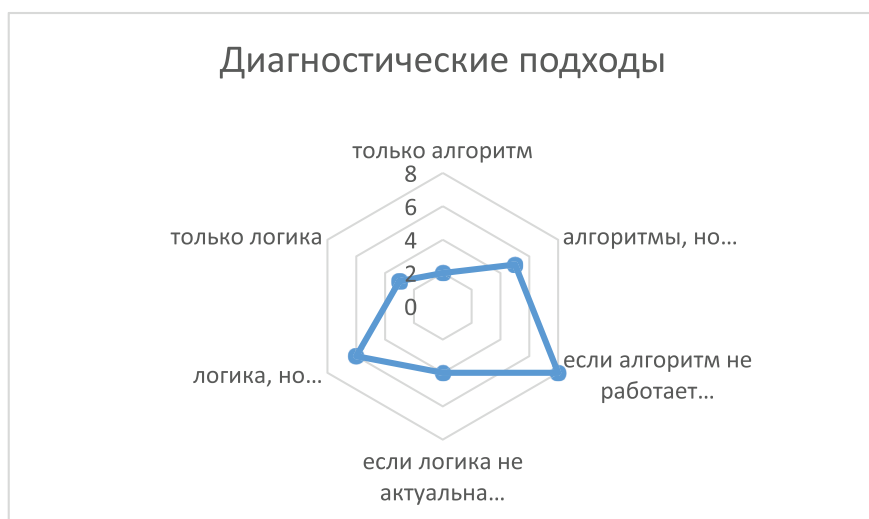 Диагностические подходы
только алгоритм
8
6
4
2
0
только логика
алгоритмы, но…
логика, но…
если алгоритм не
работает…
если логика не
актуальна…